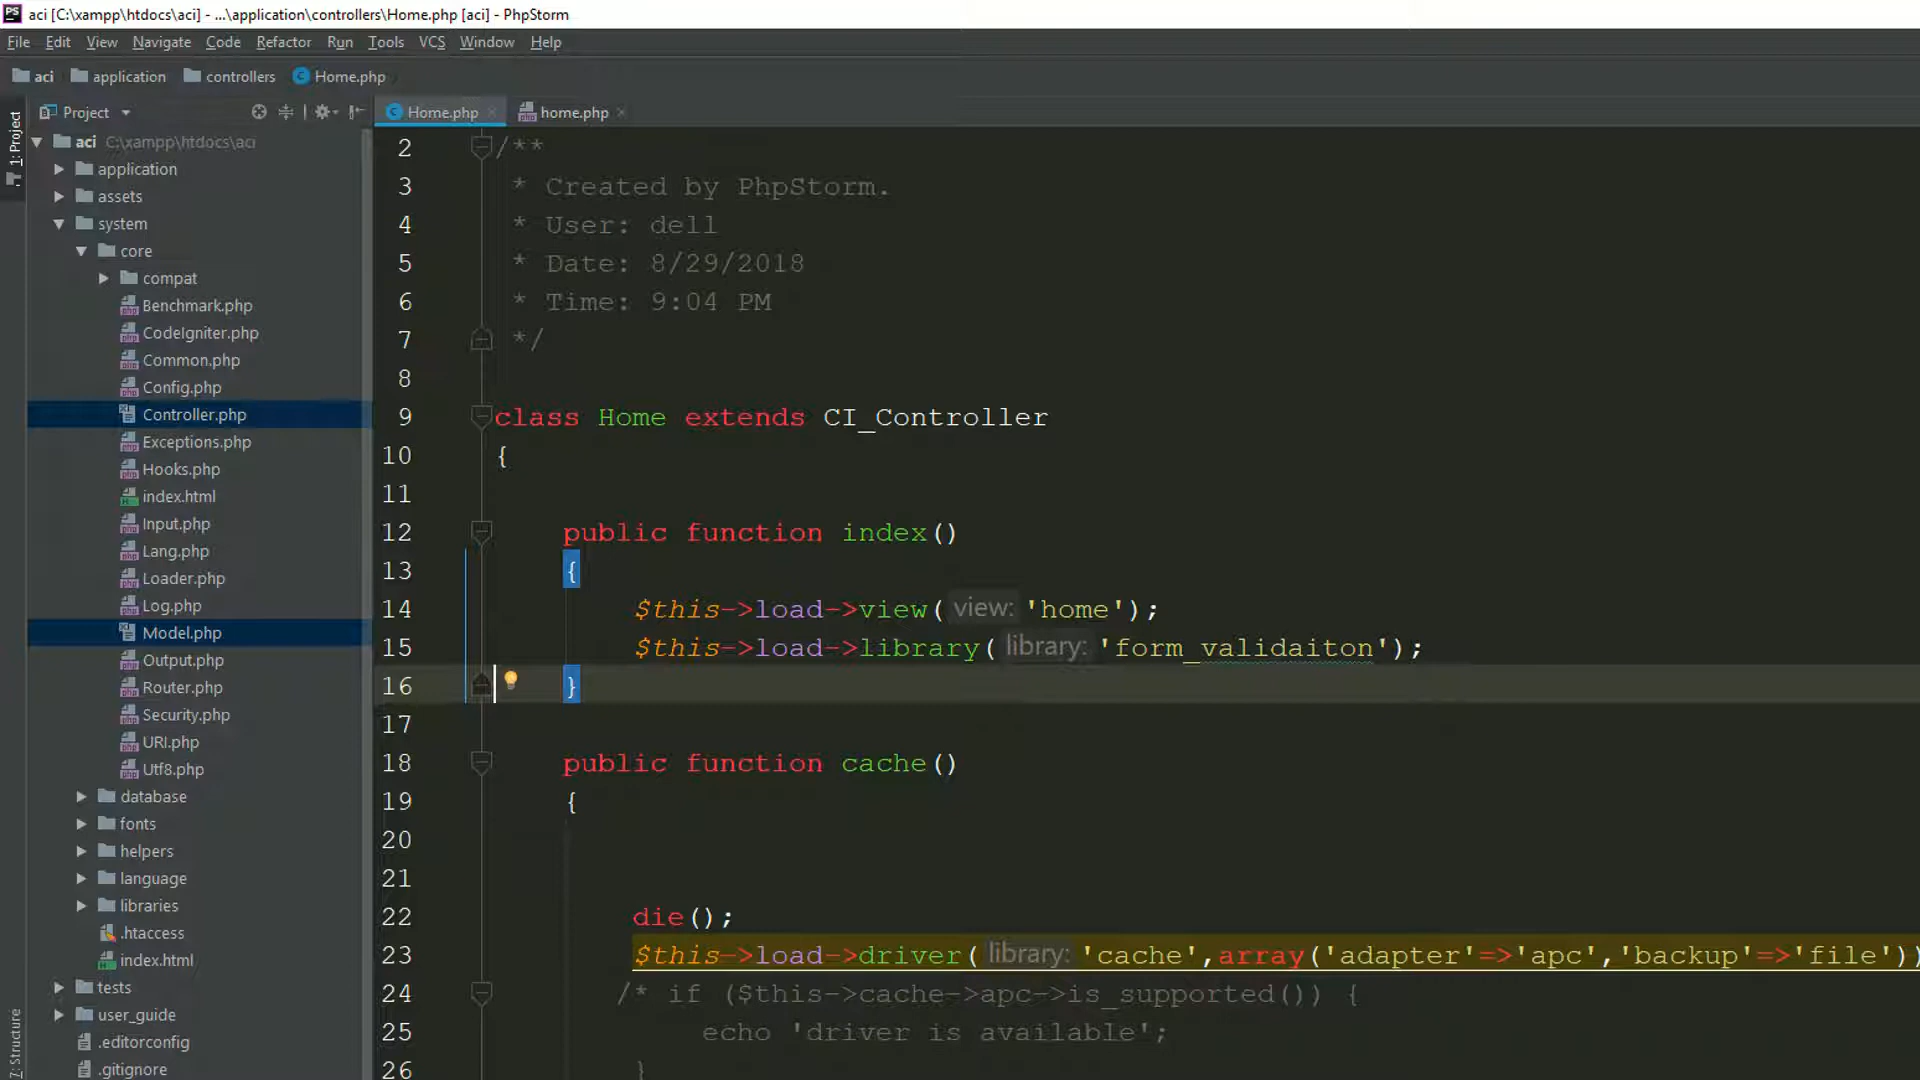 aci [C:\xampp\htdocs\aci] - ...\application\controllers\Home.php [aci] - PhpStorm
File Edit View Navigate Code Refactor Run Tools VCS Window Help
aci application controllers Home.php
Project
Home.php home.php
1: Project
7: Structure
aci C:\xampp\htdocs\aci
application
assets
system
core
compat
Benchmark.php
CodeIgniter.php
Common.php
Config.php
Controller.php
Exceptions.php
Hooks.php
index.html
Input.php
Lang.php
Loader.php
Log.php
Model.php
Output.php
Router.php
Security.php
URI.php
Utf8.php
database
fonts
helpers
language
libraries
.htaccess
index.html
tests
user_guide
.editorconfig
.gitignore
2 /**
3 * Created by PhpStorm.
4 * User: dell
5 * Date: 8/29/2018
6 * Time: 9:04 PM
7 */
8
9 class Home extends CI_Controller
10 {
11
12 public function index()
13 {
14 $this->load->view( view: 'home');
15 $this->load->library( library: 'form_validaiton');
16 }
17
18 public function cache()
19 {
20
21
22 die();
23 $this->load->driver( library: 'cache',array('adapter'=>'apc','backup'=>'file'))
24 /* if ($this->cache->apc->is_supported()) {
25 echo 'driver is available';
26 }